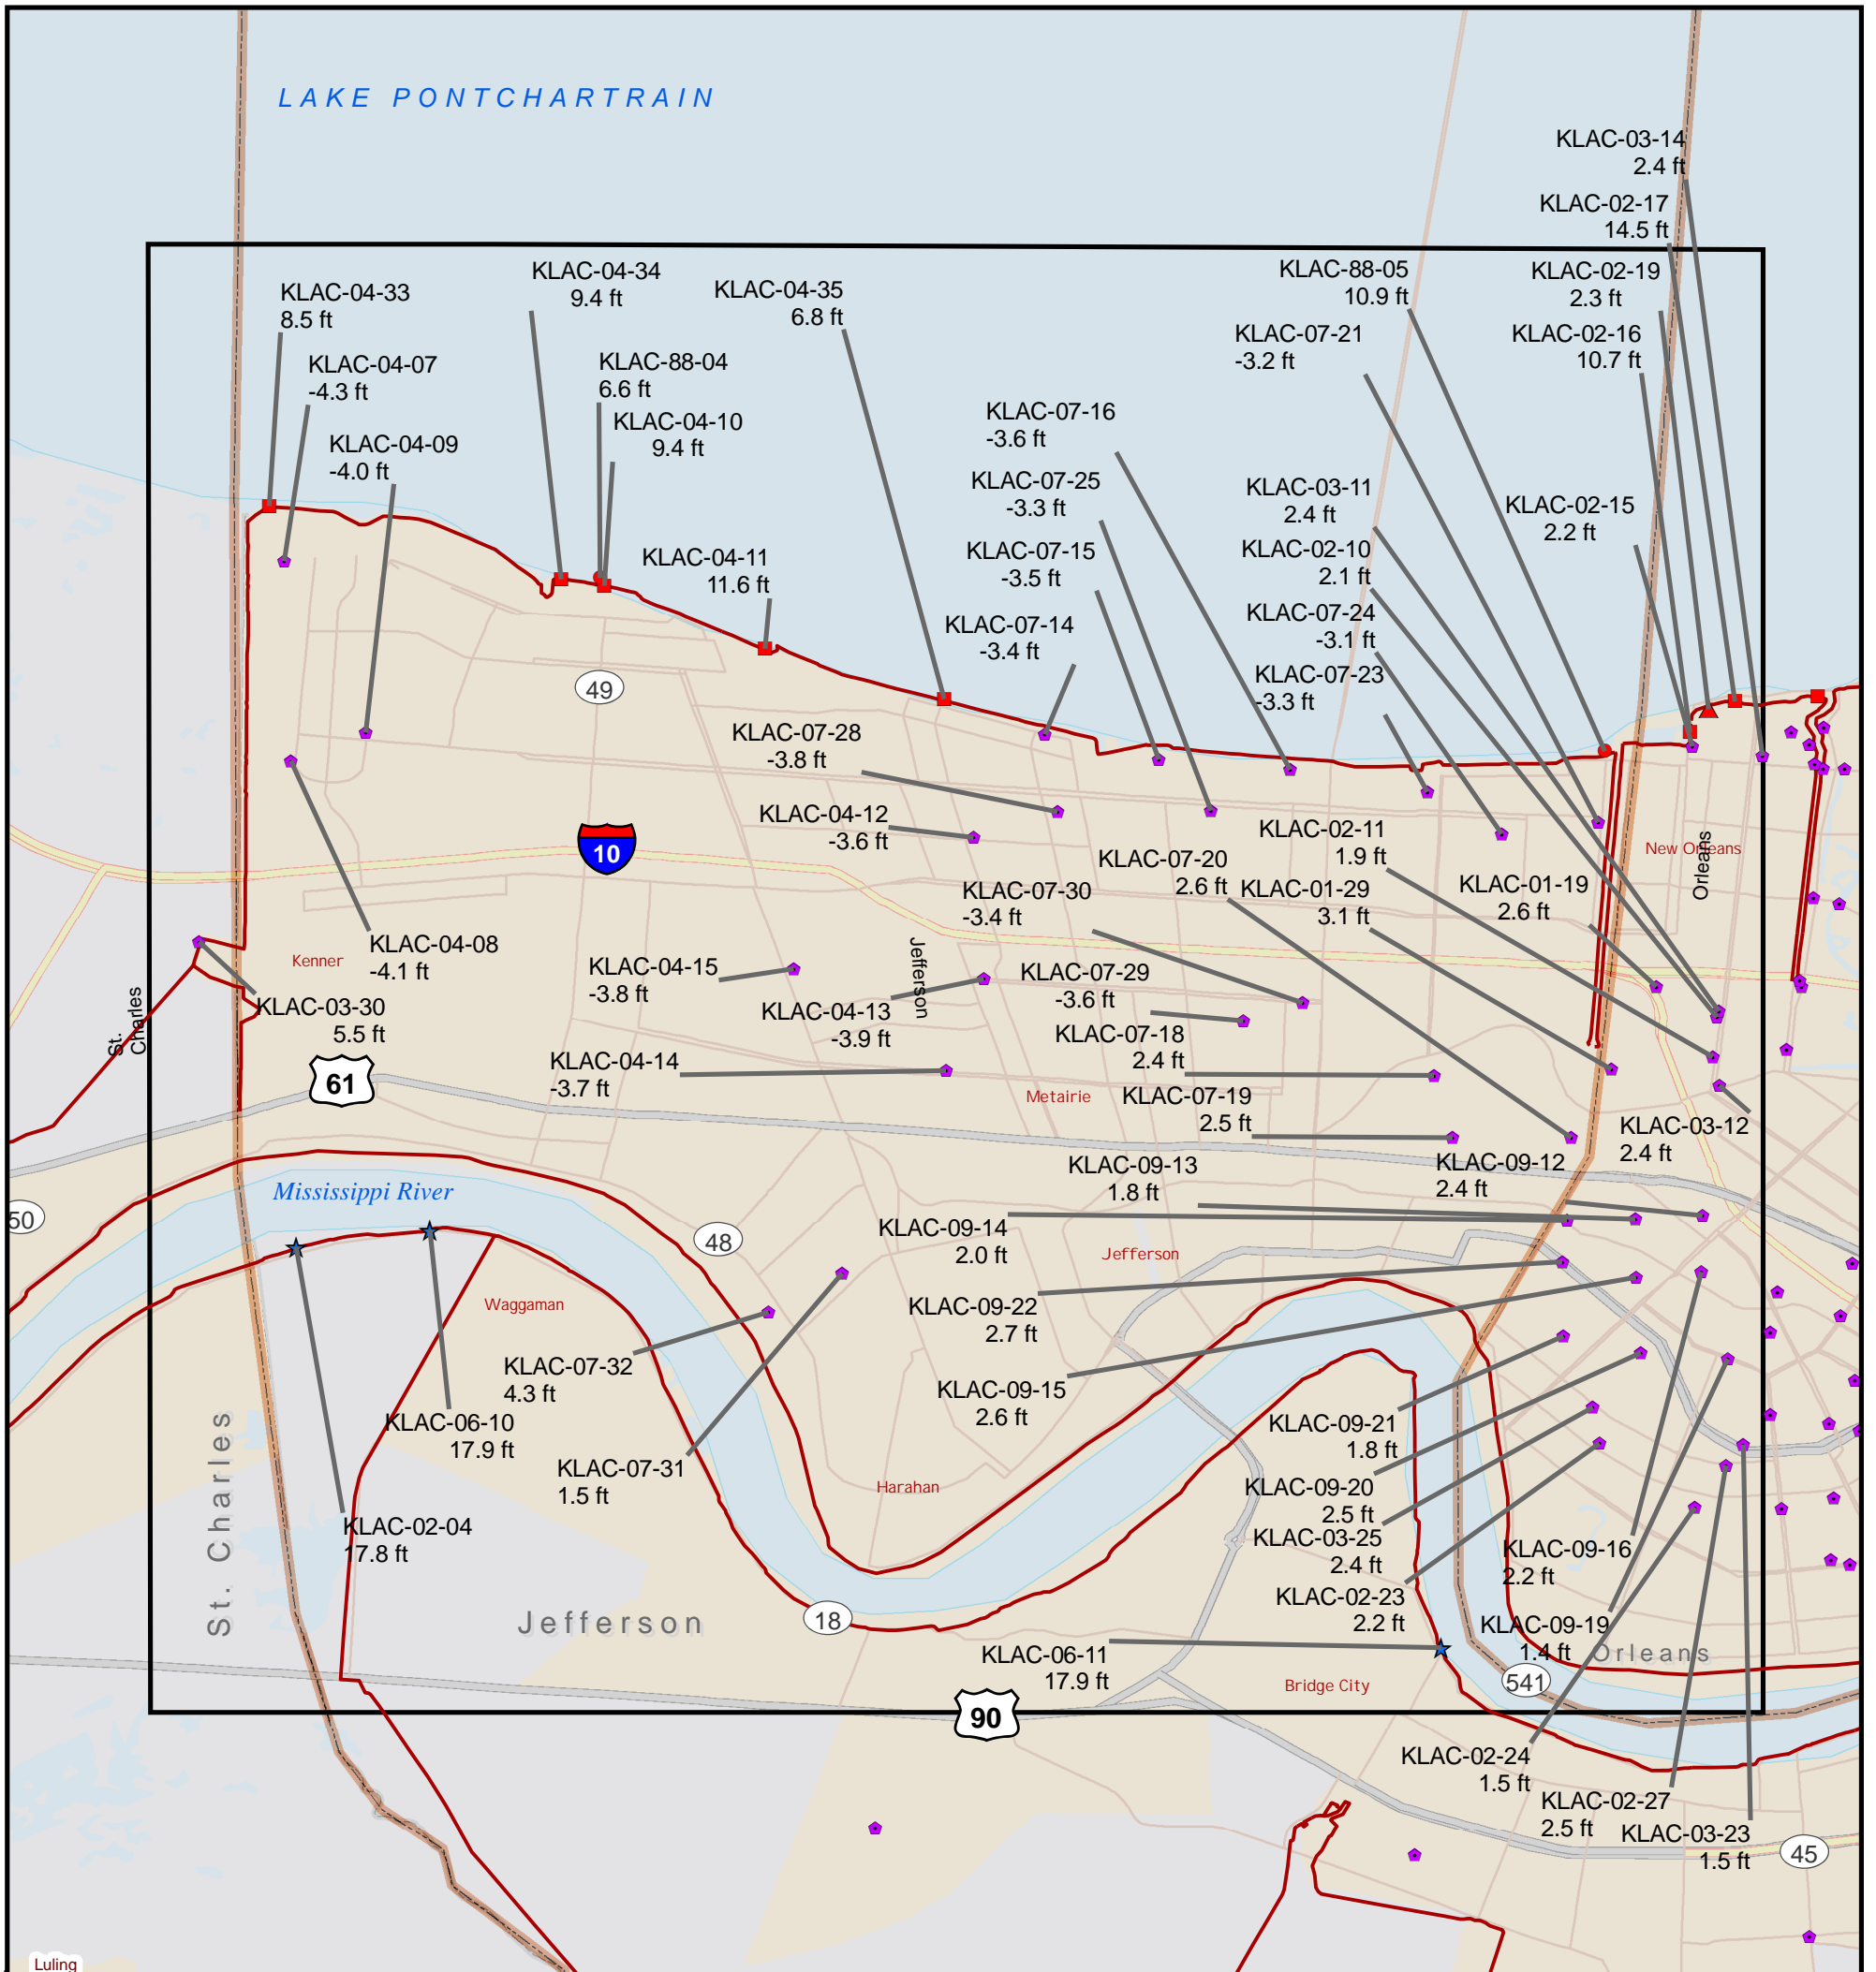 LAKE PONTCHARTRAIN
KLAC-03-14
2.4 ft
KLAC-02-17
14.5 ft
KLAC-04-33
8.5 ft
KLAC-04-34
9.4 ft
KLAC-04-35
6.8 ft
KLAC-88-05
10.9 ft
KLAC-02-19
2.3 ft
KLAC-07-21
-3.2 ft
KLAC-02-16
10.7 ft
KLAC-04-07
-4.3 ft
KLAC-88-04
6.6 ft
KLAC-04-10
9.4 ft
KLAC-07-16
-3.6 ft
KLAC-04-09
-4.0 ft
KLAC-07-25
-3.3 ft
KLAC-03-11
2.4 ft
KLAC-02-15
2.2 ft
KLAC-04-11
11.6 ft
KLAC-07-15
-3.5 ft
KLAC-02-10
2.1 ft
KLAC-07-14
-3.4 ft
KLAC-07-24
-3.1 ft
KLAC-07-23
-3.3 ft
49
KLAC-07-28
-3.8 ft
KLAC-04-12
-3.6 ft
10
KLAC-02-11
1.9 ft
New Orleans
Orleans
KLAC-07-20
2.6 ft
KLAC-07-30
-3.4 ft
KLAC-01-29
3.1 ft
KLAC-01-19
2.6 ft
KLAC-04-08
-4.1 ft
Kenner
KLAC-04-15
-3.8 ft
Jefferson
KLAC-07-29
-3.6 ft
KLAC-03-30
5.5 ft
St.
Charles
KLAC-04-13
-3.9 ft
KLAC-07-18
2.4 ft
KLAC-04-14
-3.7 ft
61
Metairie
KLAC-07-19
2.5 ft
KLAC-03-12
2.4 ft
KLAC-09-13
1.8 ft
KLAC-09-12
2.4 ft
Mississippi River
50
48
KLAC-09-14
2.0 ft
Jefferson
Waggaman
KLAC-09-22
2.7 ft
KLAC-07-32
4.3 ft
KLAC-09-15
2.6 ft
KLAC-06-10
17.9 ft
KLAC-09-21
1.8 ft
KLAC-07-31
1.5 ft
Harahan
KLAC-09-20
2.5 ft
KLAC-02-04
17.8 ft
KLAC-03-25
2.4 ft
KLAC-09-16
2.2 ft
St. Charles
KLAC-02-23
2.2 ft
Jefferson
18
KLAC-09-19
1.4 ft
Orleans
KLAC-06-11
17.9 ft
Bridge City
541
90
KLAC-02-24
1.5 ft
KLAC-02-27
2.5 ft
KLAC-03-23
1.5 ft
45
Luling